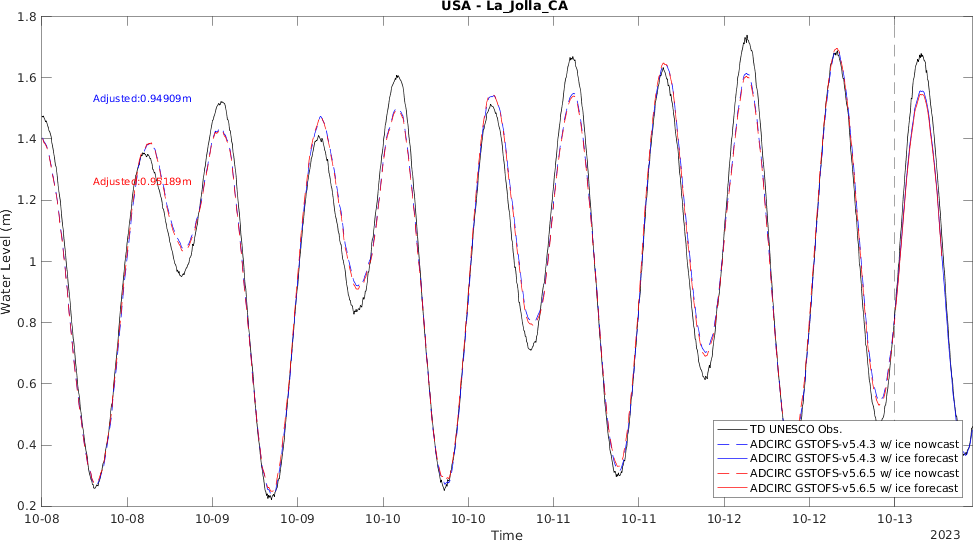 USA - La_Jolla_CA
1.8
1.6
1.4
1.2
1
0.8
0.6
0.4
0.2
Water Level (m)
Adjusted:0.94909m
Adjusted:0.95189m
TD UNESCO Obs.
ADCIRC GSTOFS-v5.4.3 w/ ice nowcast
ADCIRC GSTOFS-v5.4.3 w/ ice forecast
ADCIRC GSTOFS-v5.6.5 w/ ice nowcast
ADCIRC GSTOFS-v5.6.5 w/ ice forecast
10-08 10-08 10-09 10-09 10-10 10-10 10-11 10-11 10-12 10-12 10-13
Time
2023